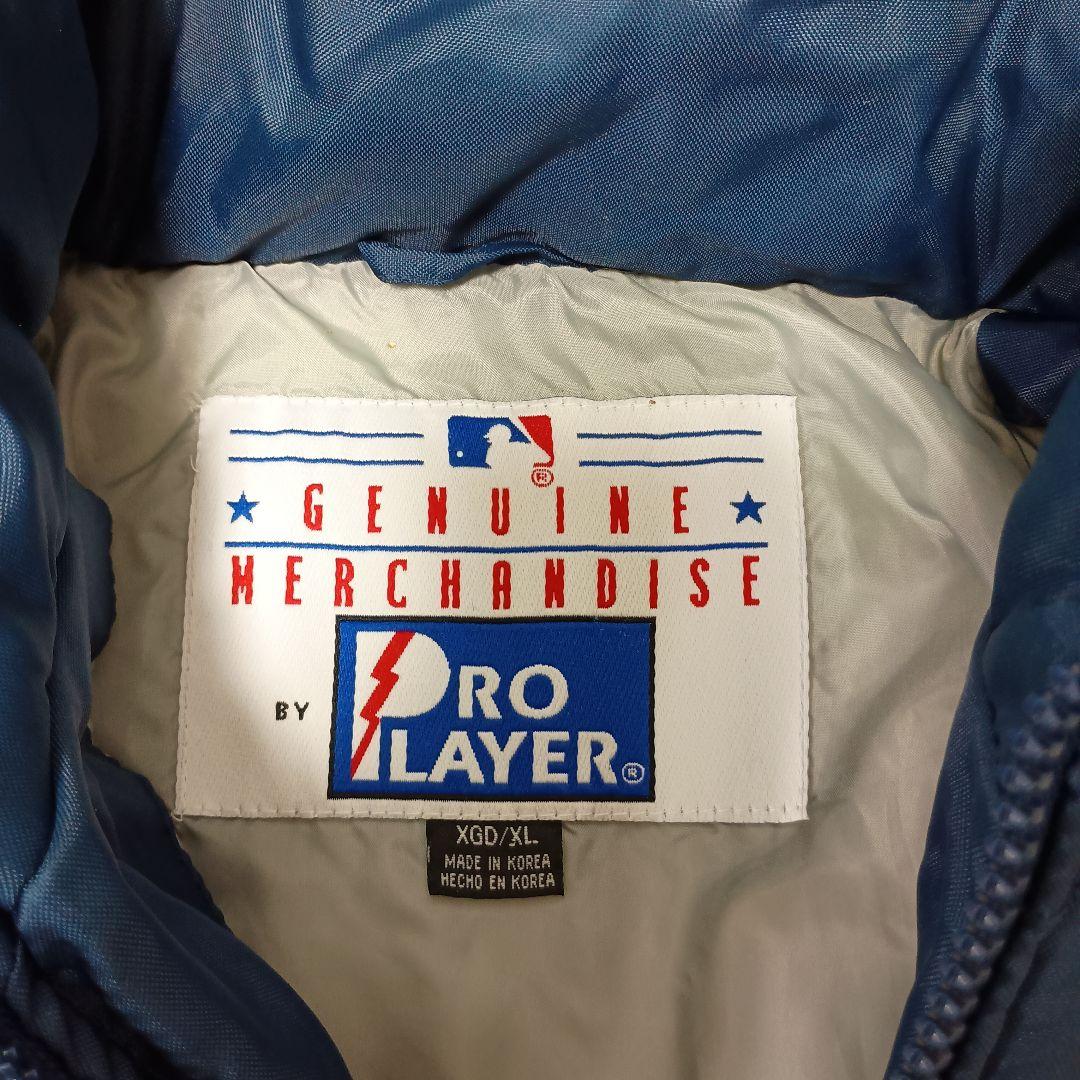 ®
GENUINE
MERCHANDISE
BY
PRO
PLAYER®
XGD/XL
MADE IN KOREA
HECHO EN KOREA